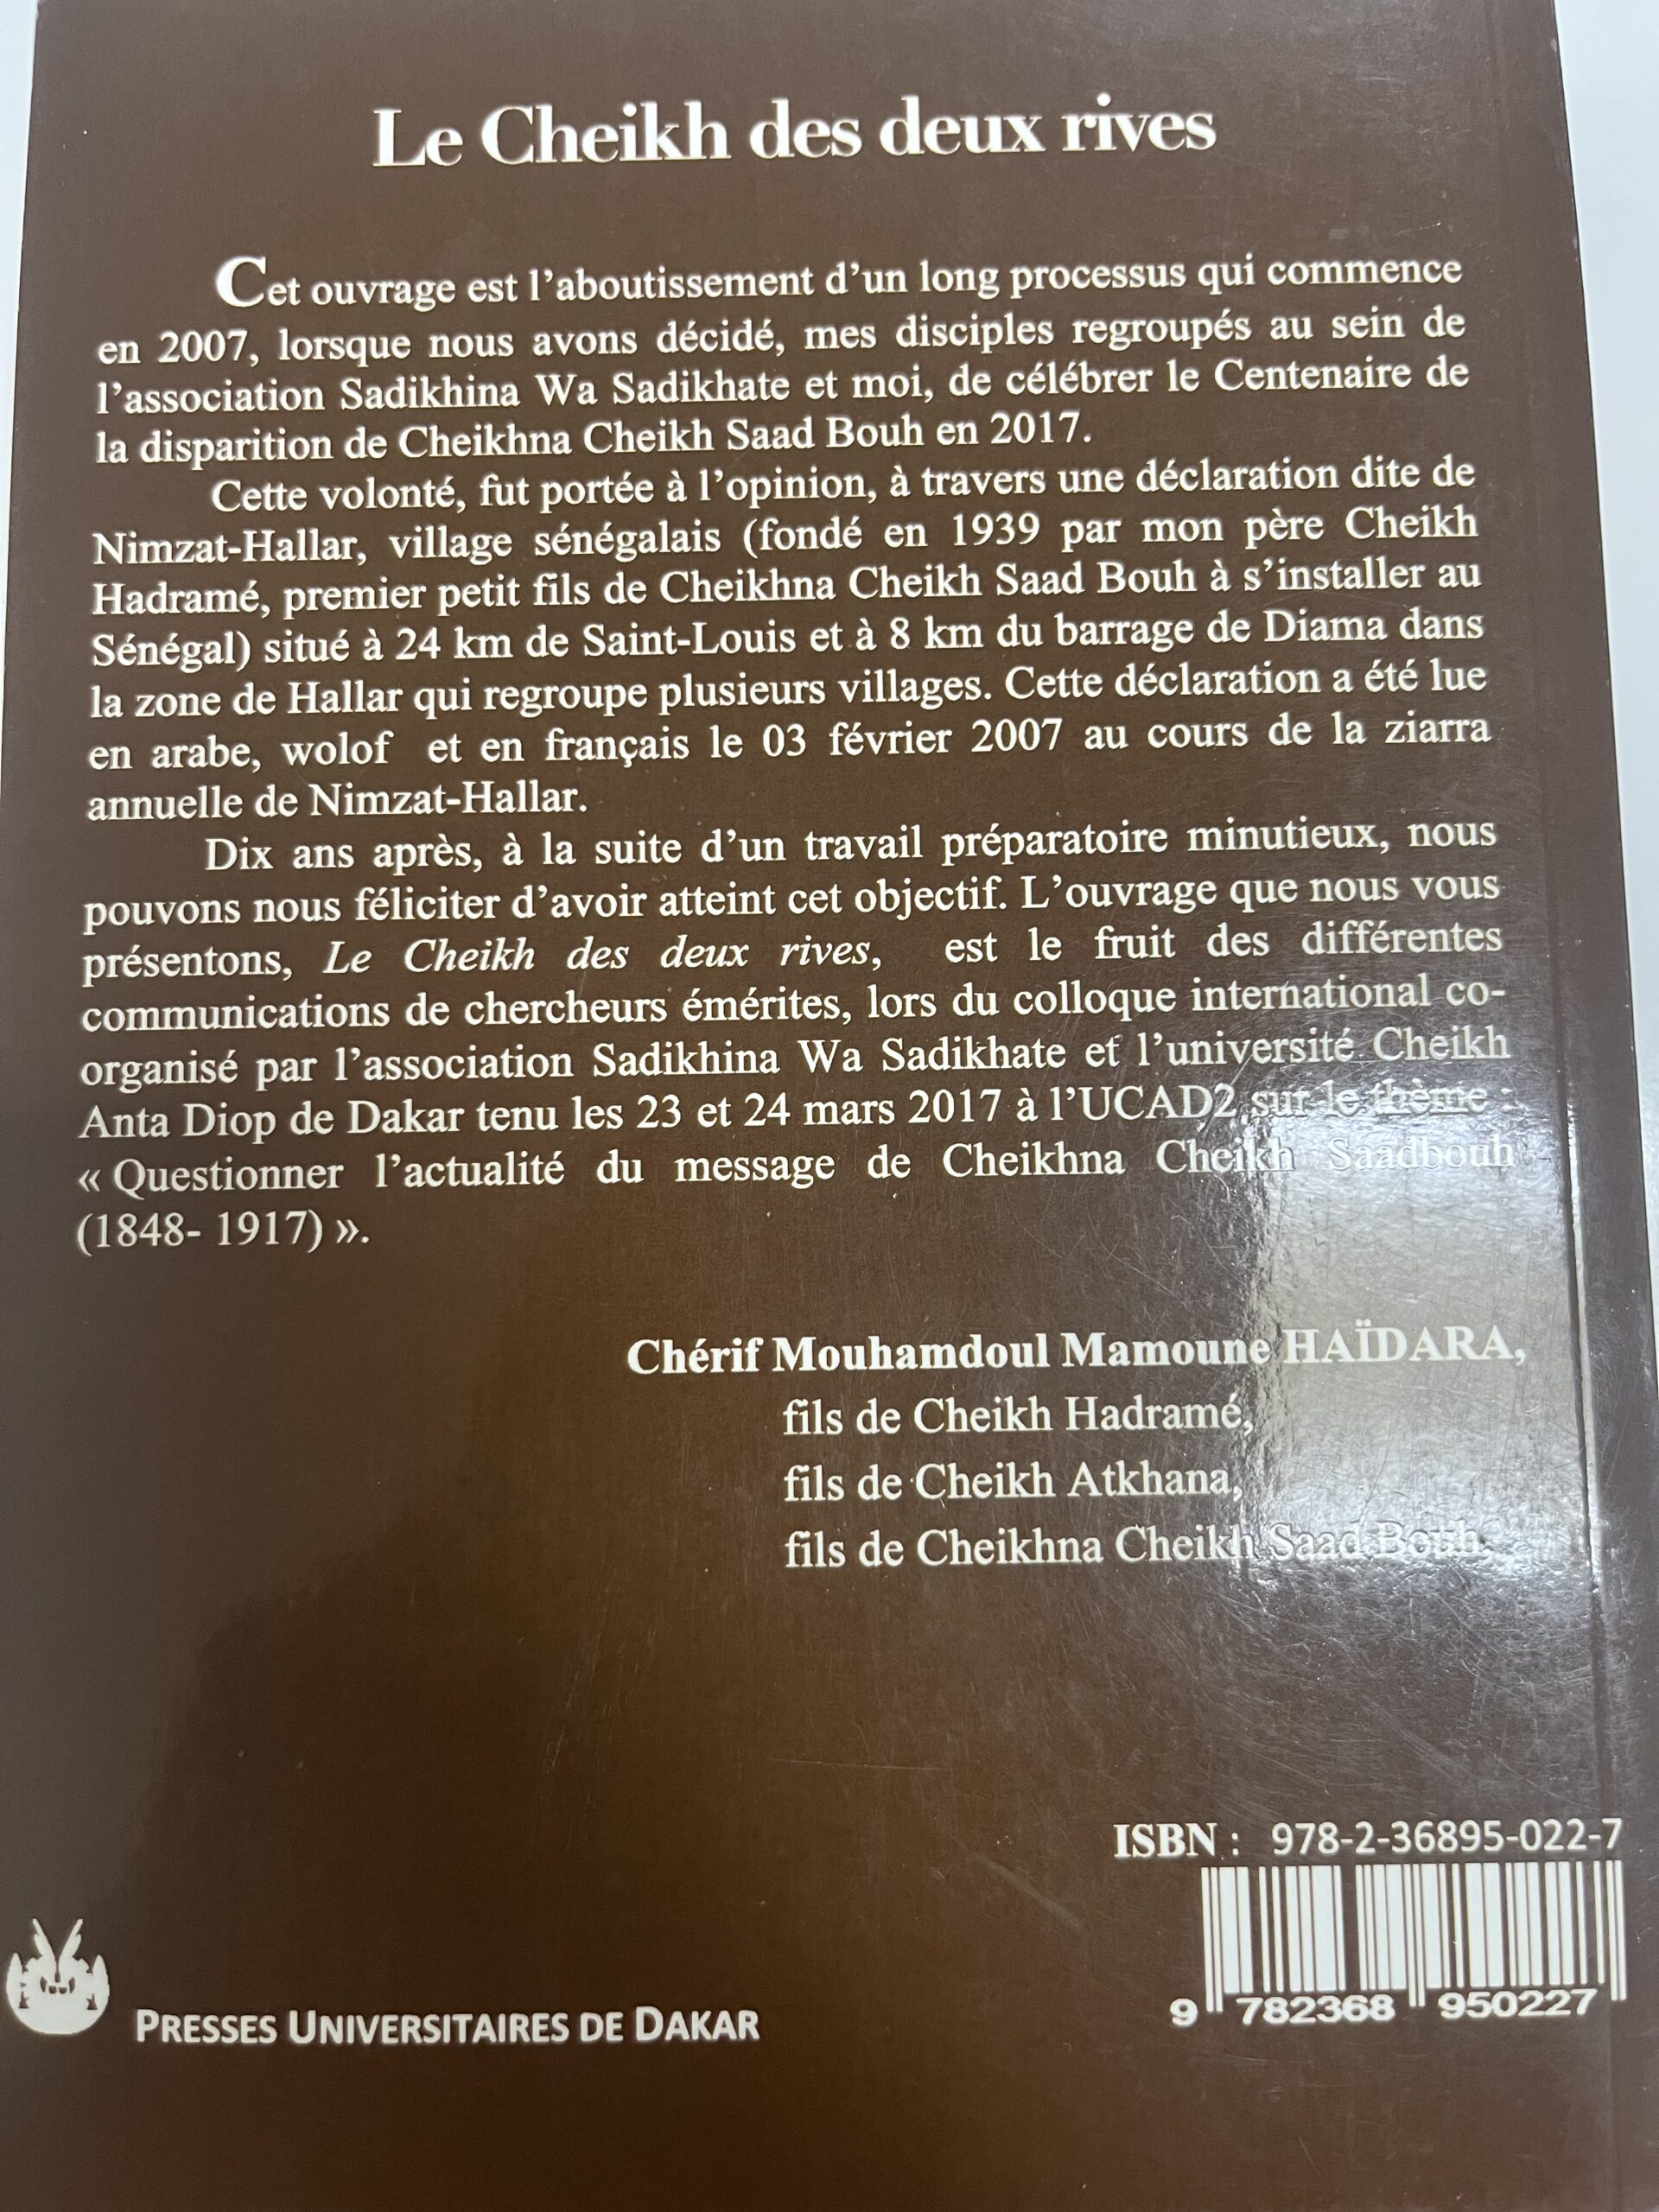 Le Cheikh des deux rives
Cet ouvrage est l’aboutissement d’un long processus qui commence
en 2007, lorsque nous avons décidé, mes disciples regroupés au sein de
l’association Sadikhina Wa Sadikhate et moi, de célébrer le Centenaire de
la disparition de Cheikhna Cheikh Saad Bouh en 2017.
Cette volonté, fut portée à l’opinion, à travers une déclaration dite de
Nimzat-Hallar, village sénégalais (fondé en 1939 par mon père Cheikh
Hadramé, premier petit fils de Cheikhna Cheikh Saad Bouh à s’installer au
Sénégal) situé à 24 km de Saint-Louis et à 8 km du barrage de Diama dans
la zone de Hallar qui regroupe plusieurs villages. Cette déclaration a été lue
en arabe, wolof et en français le 03 février 2007 au cours de la ziarra
annuelle de Nimzat-Hallar.
Dix ans après, à la suite d’un travail préparatoire minutieux, nous
pouvons nous féliciter d’avoir atteint cet objectif. L’ouvrage que nous vous
présentons, Le Cheikh des deux rives, est le fruit des différentes
communications de chercheurs émérites, lors du colloque international co-
organisé par l’association Sadikhina Wa Sadikhate et l’université Cheikh
Anta Diop de Dakar tenu les 23 et 24 mars 2017 à l’UCAD2 sur le thème :
« Questionner l’actualité du message de Cheikhna Cheikh Saadbouh
(1848- 1917) ».
Chérif Mouhamdoul Mamoune HAÏDARA,
fils de Cheikh Hadramé,
fils de Cheikh Atkhana,
fils de Cheikhna Cheikh Saad Bouh,
ISBN : 978-2-36895-022-7
9 782368 950227
PRESSES UNIVERSITAIRES DE DAKAR